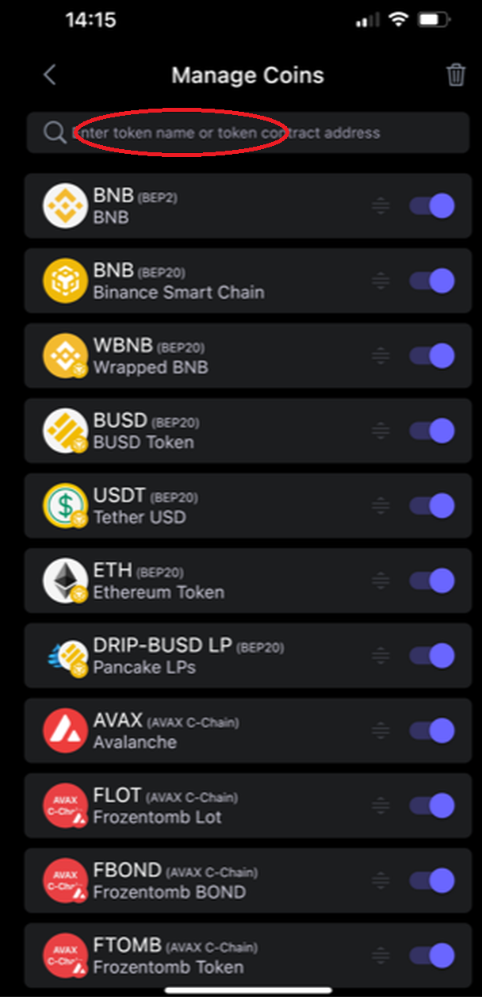 14:15
Manage Coins
Enter token name or token contract address
BNB (BEP2)
BNB
BNB (BEP20)
Binance Smart Chain
WBNB (BEP20)
Wrapped BNB
BUSD (BEP20)
BUSD Token
USDT (BEP20)
Tether USD
ETH (BEP20)
Ethereum Token
DRIP-BUSD LP (BEP20)
Pancake LPs
AVAX (AVAX C-Chain)
Avalanche
AVAX
FLOT (AVAX C-Chain)
Frozentomb Lot
AVAX
FBOND (AVAX C-Chain)
Frozentomb BOND
AVAX
FTOMB (AVAX C-Chain)
Frozentomb Token